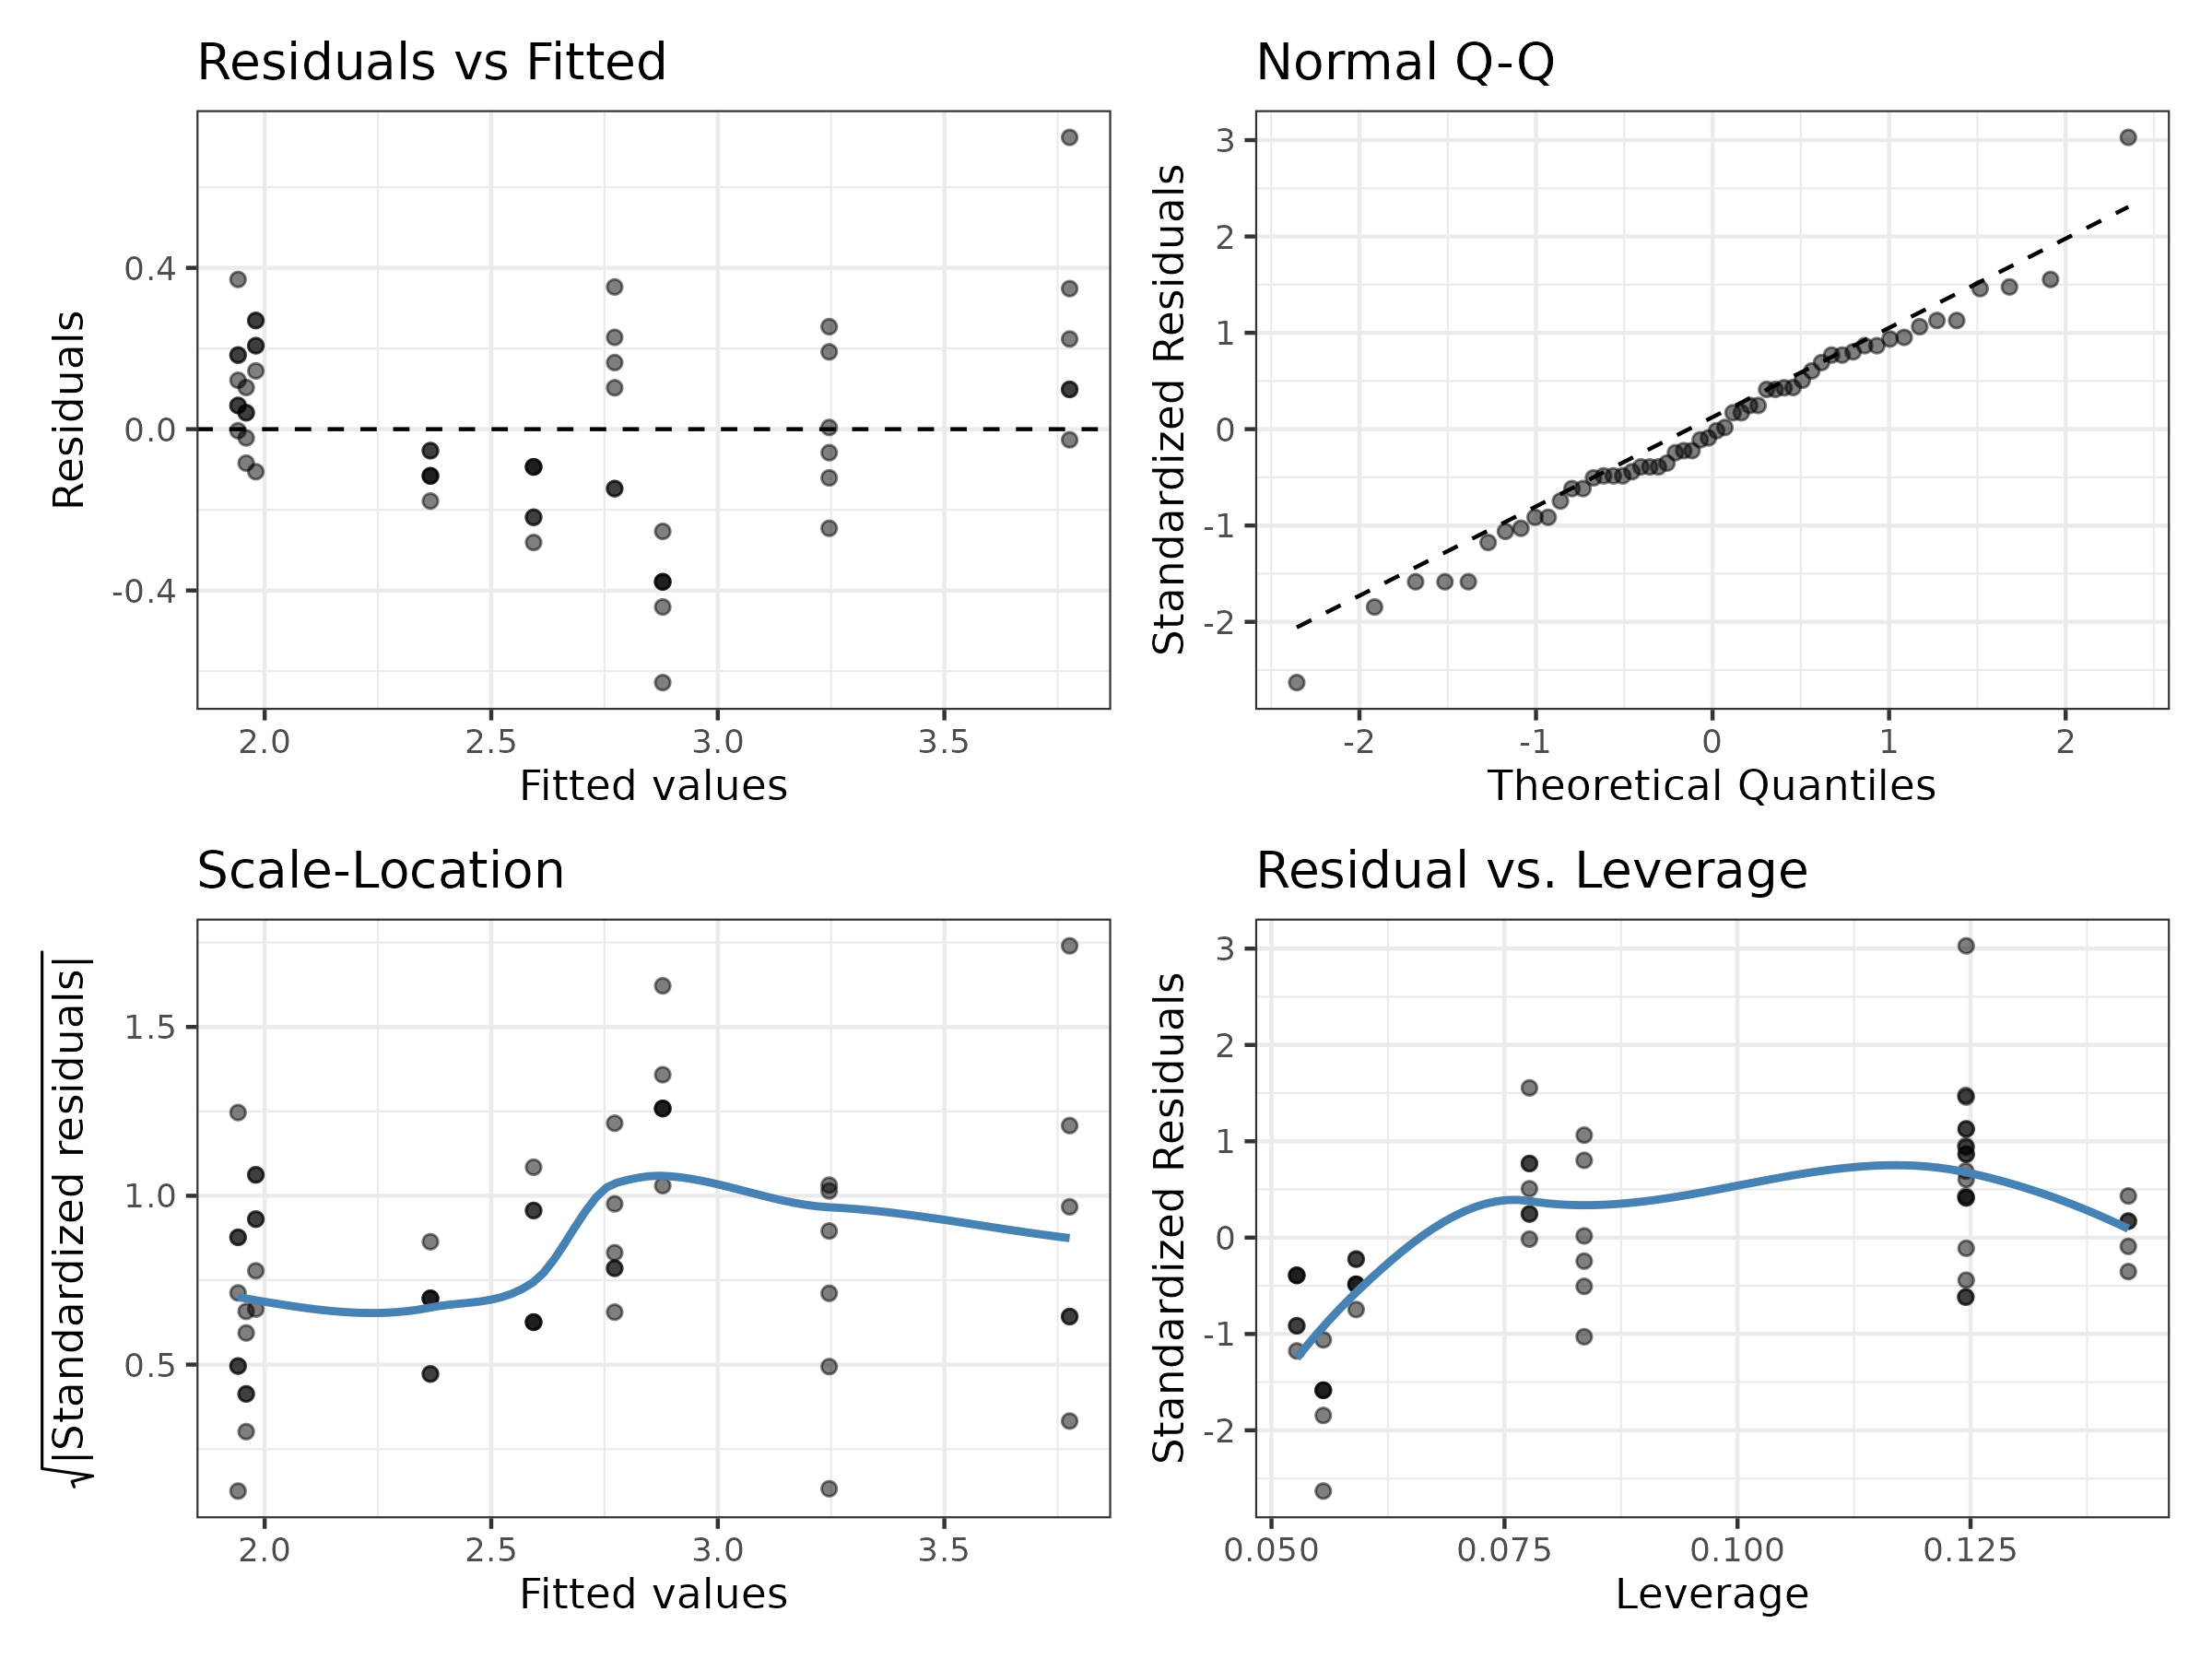 Residuals vs Fitted
Residuals
0.4
0.0
-0.4
2.0 2.5 3.0 3.5
Fitted values
Normal Q-Q
Standardized Residuals
3
2
1
0
-1
-2
-2 -1 0 1 2
Theoretical Quantiles
Scale-Location
√|Standardized residuals|
1.5
1.0
0.5
2.0 2.5 3.0 3.5
Fitted values
Residual vs. Leverage
Standardized Residuals
3
2
1
0
-1
-2
0.050 0.075 0.100 0.125
Leverage